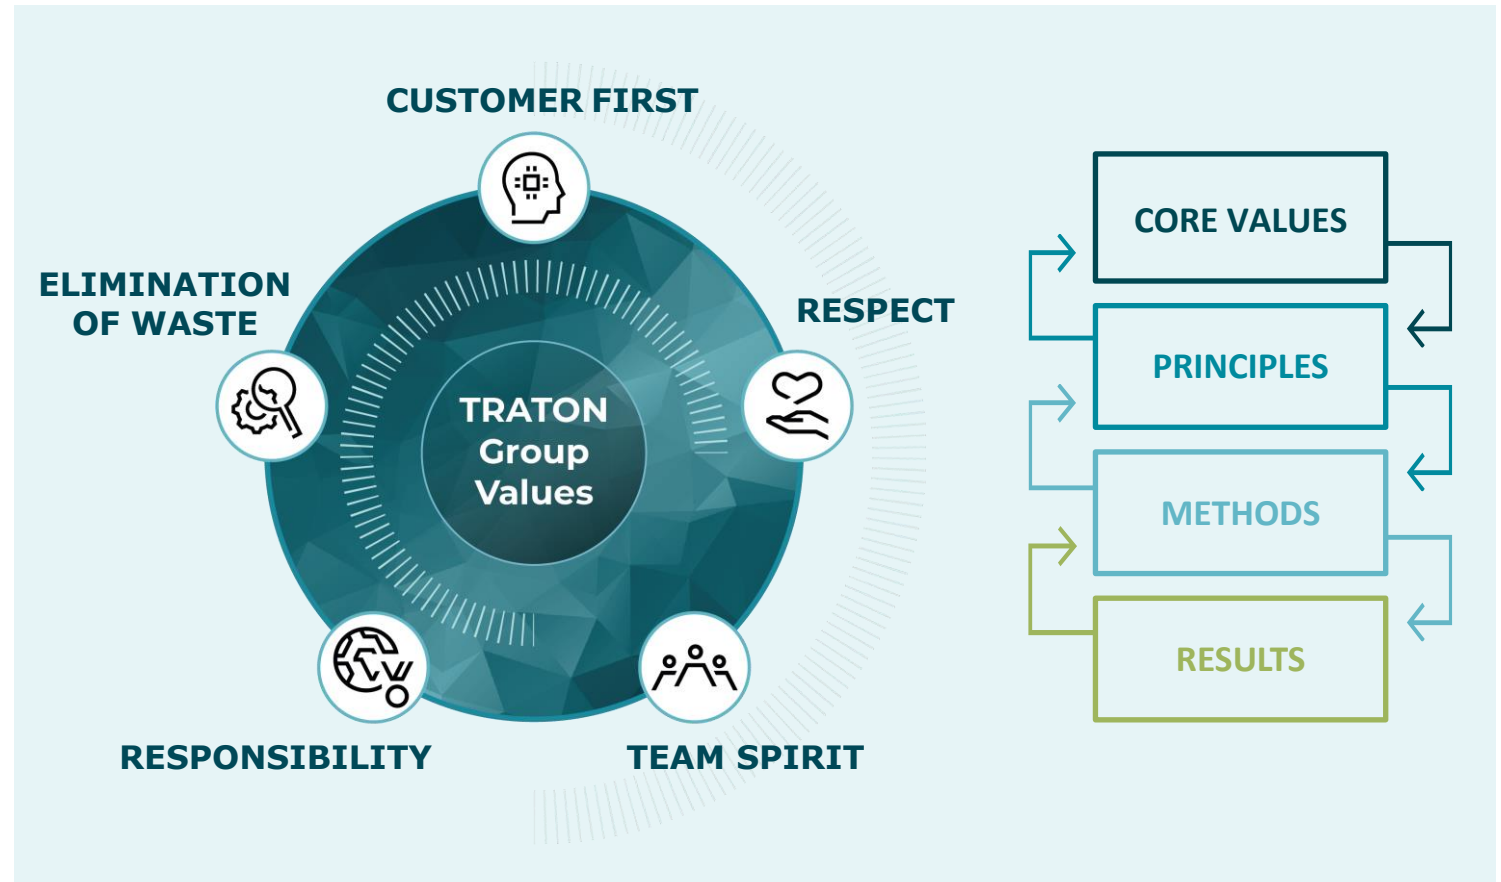 CUSTOMER FIRST
ELIMINATION
OF WASTE
RESPECT
TRATON
Group
Values
RESPONSIBILITY
TEAM SPIRIT
CORE VALUES
PRINCIPLES
METHODS
RESULTS